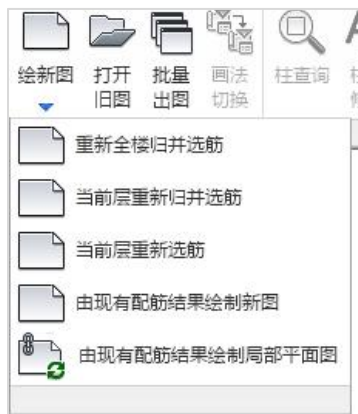 绘新图 打开旧图 批量出图 画法切换 柱查询
重新全楼归并选筋
当前层重新归并选筋
当前层重新选筋
由现有配筋结果绘制新图
由现有配筋结果绘制局部平面图